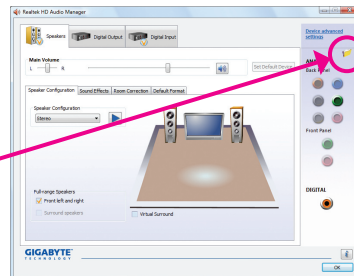 Realtek HD Audio Manager
Speakers
Digital Output
Digital Input
Device advanced
settings
Main Volume
L
R
Set Default Device
ANA
Back Panel
Speaker Configuration
Sound Effects
Room Correction
Default Format
Speaker Configuration
Stereo
Front Panel
Full-range Speakers
Front left and right
Surround speakers
Virtual Surround
DIGITAL
GIGABYTE
TECHNOLOGY
i
OK